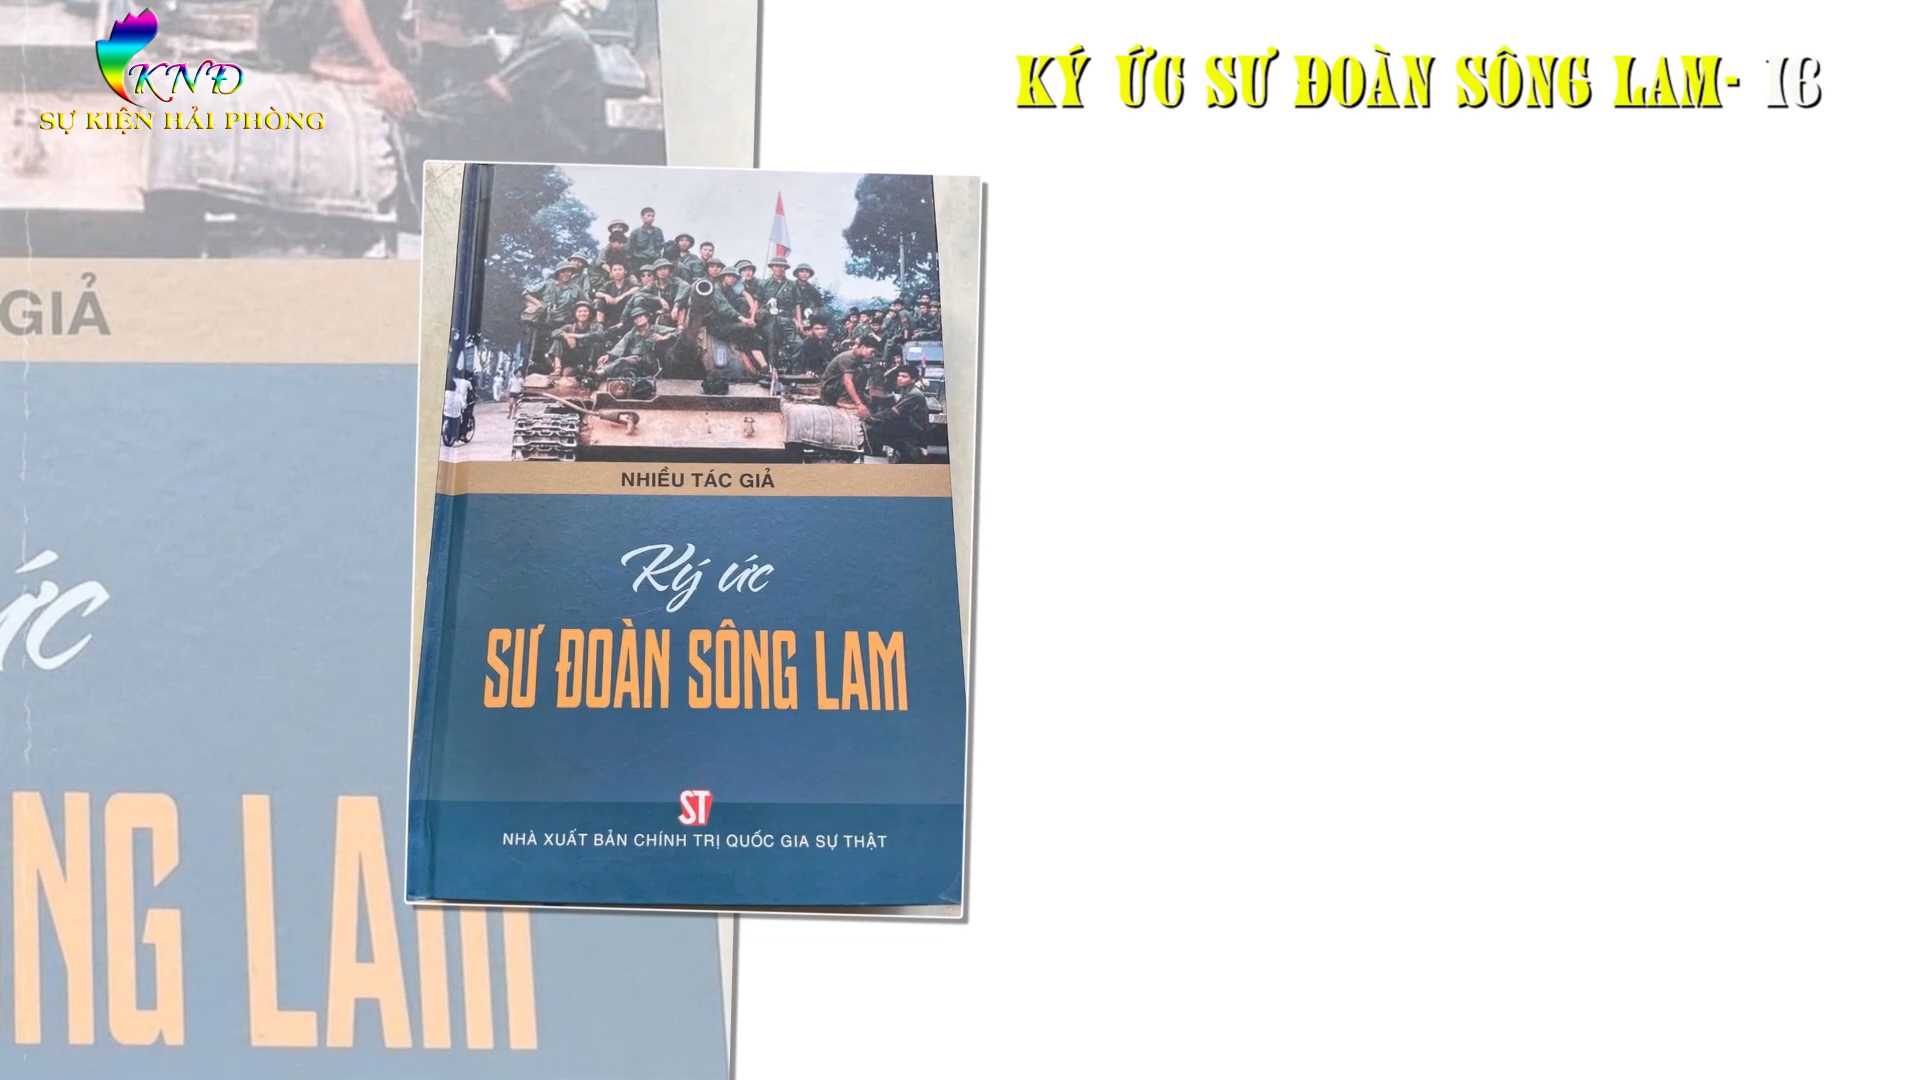 KNĐ
SỰ KIỆN HẢI PHÒNG
KÝ ỨC SƯ ĐOÀN SÔNG LAM- 16
GIẢ
ỨC
NG LAM
NHIỀU TÁC GIẢ
Ký ức
SƯ ĐOÀN SÔNG LAM
ST
NHÀ XUẤT BẢN CHÍNH TRỊ QUỐC GIA SỰ THẬT